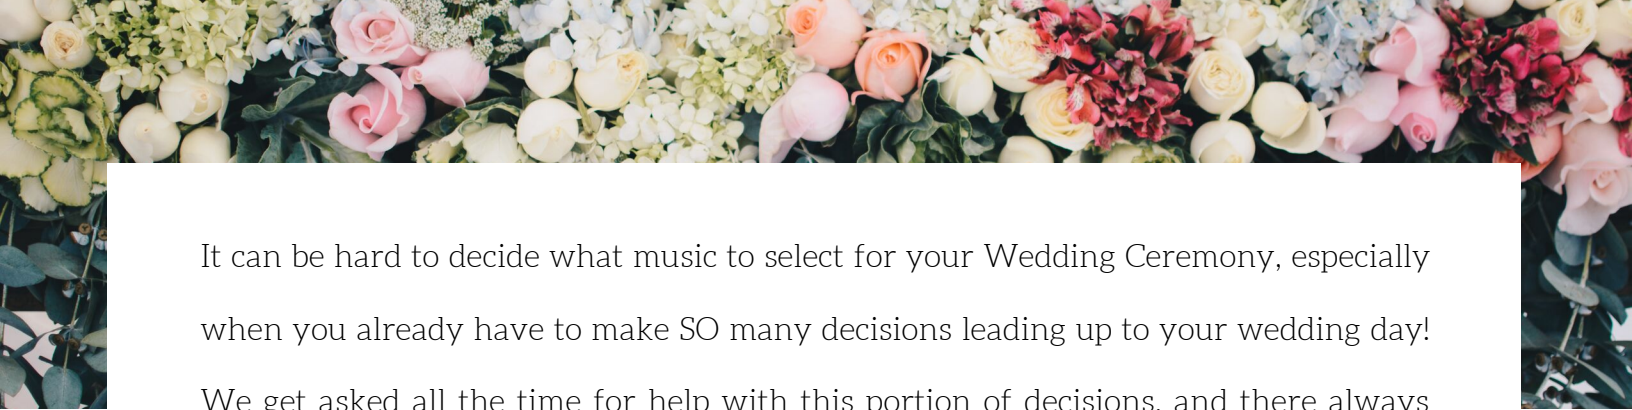 It can be hard to decide what music to select for your Wedding Ceremony, especially
when you already have to make SO many decisions leading up to your wedding day!
We get asked all the time for help with this portion of decisions, and there always